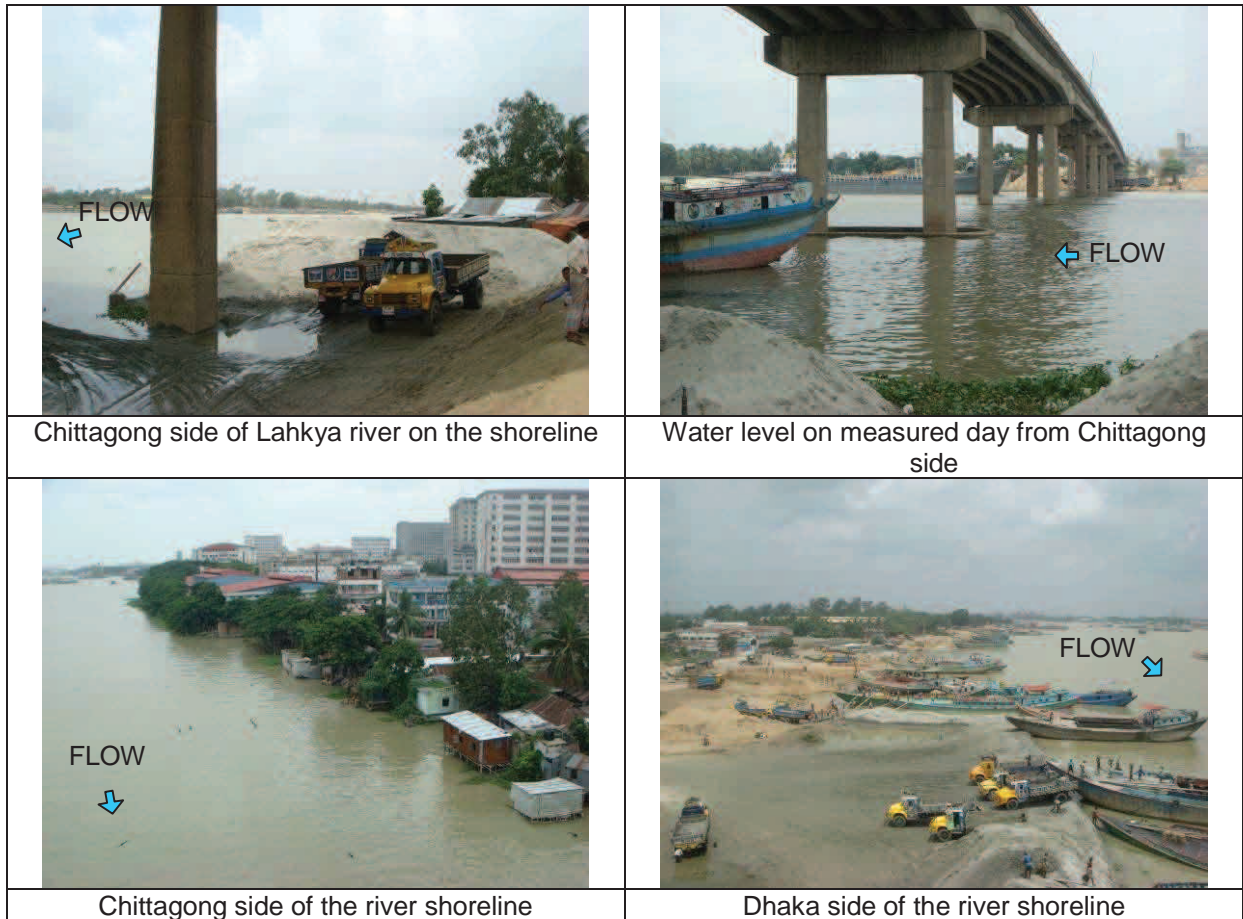 FLOW
FLOW
Chittagong side of Lahkya river on the shoreline
Water level on measured day from Chittagong
side
FLOW
FLOW
Chittagong side of the river shoreline
Dhaka side of the river shoreline